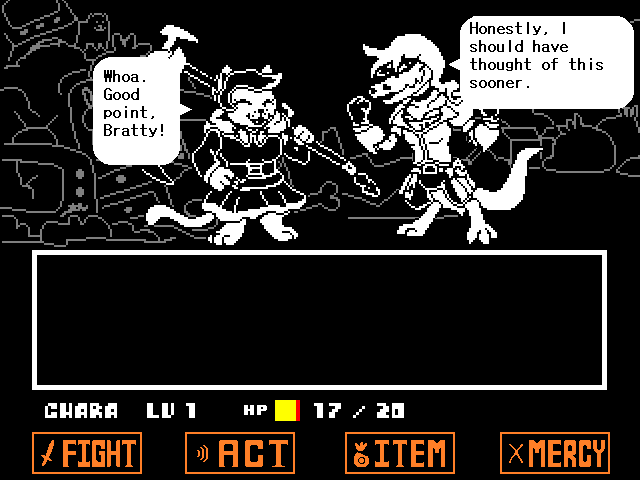 Whoa.
Good
point,
Bratty!
Honestly, I
should have
thought of this
sooner.
CHARA LV 1 HP 17 / 20
FIGHT ACT ITEM MERCY